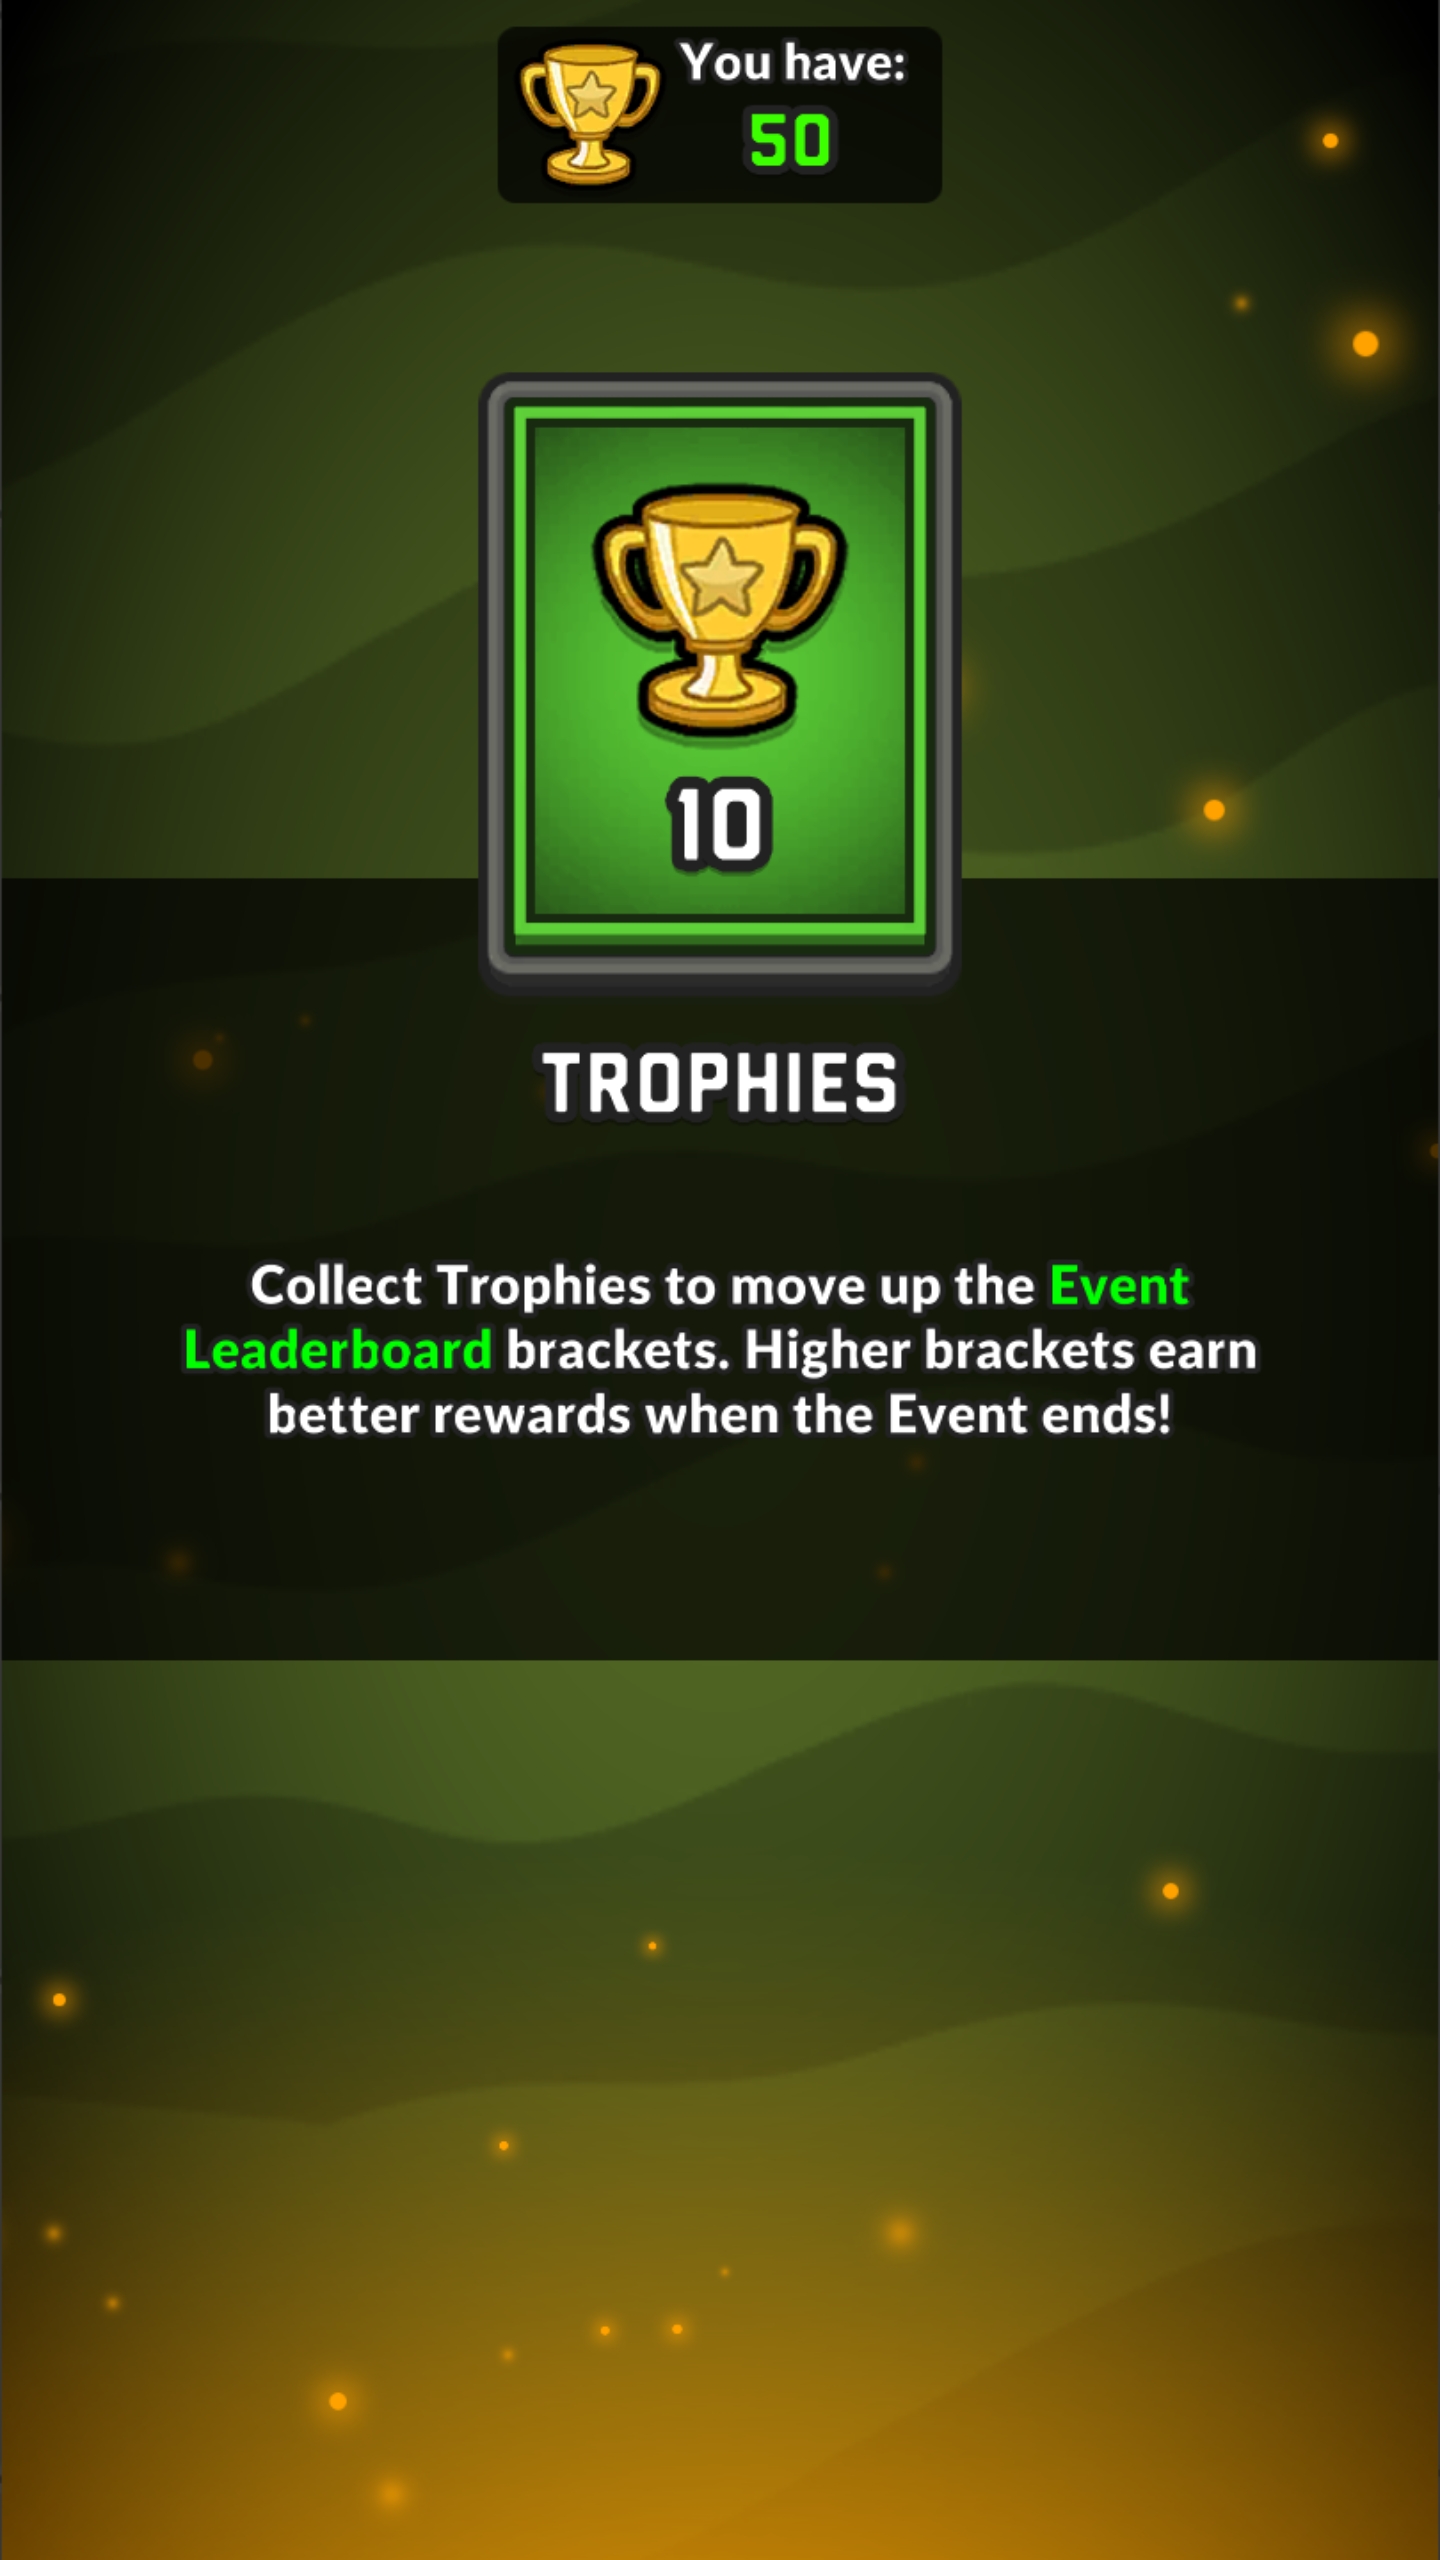 You have:
50
10
TROPHIES
Collect Trophies to move up the Event
Leaderboard brackets. Higher brackets earn
better rewards when the Event ends!